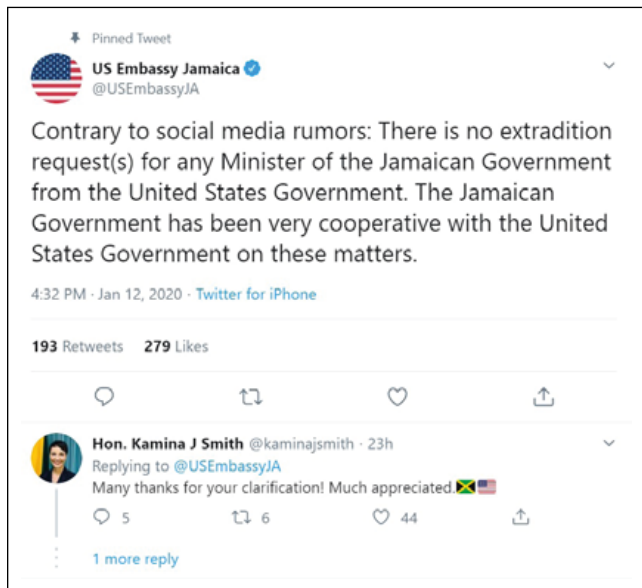 Pinned Tweet
US Embassy Jamaica
@USEmbassyJA
Contrary to social media rumors: There is no extradition
request(s) for any Minister of the Jamaican Government
from the United States Government. The Jamaican
Government has been very cooperative with the United
States Government on these matters.
4:32 PM · Jan 12, 2020 · Twitter for iPhone
193 Retweets 279 Likes
Hon. Kamina J Smith @kaminajsmith · 23h
Replying to @USEmbassyJA
Many thanks for your clarification! Much appreciated.🇯🇲🇺🇸
5 6 44
1 more reply